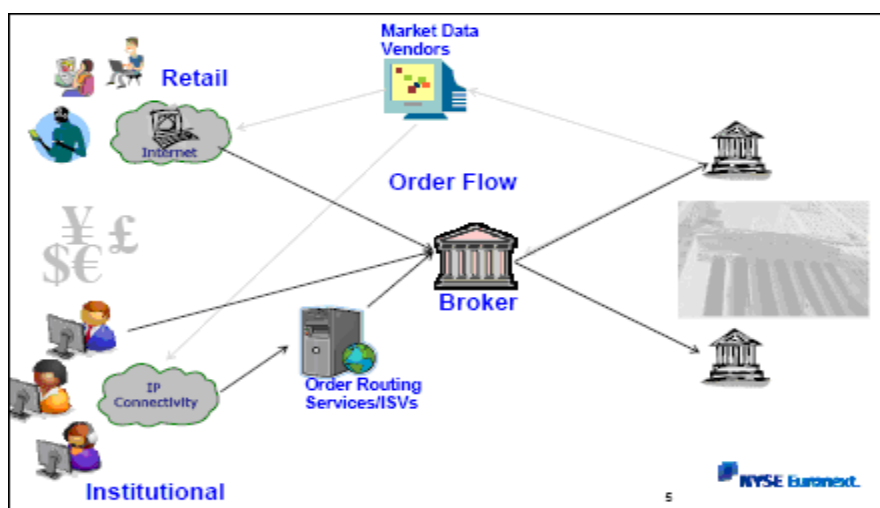 Market Data
Vendors
Retail
Internet
Order Flow
¥
£
$€
Broker
IP
Connectivity
Order Routing
Services/ISVs
Institutional
5
NYSE Euronext.